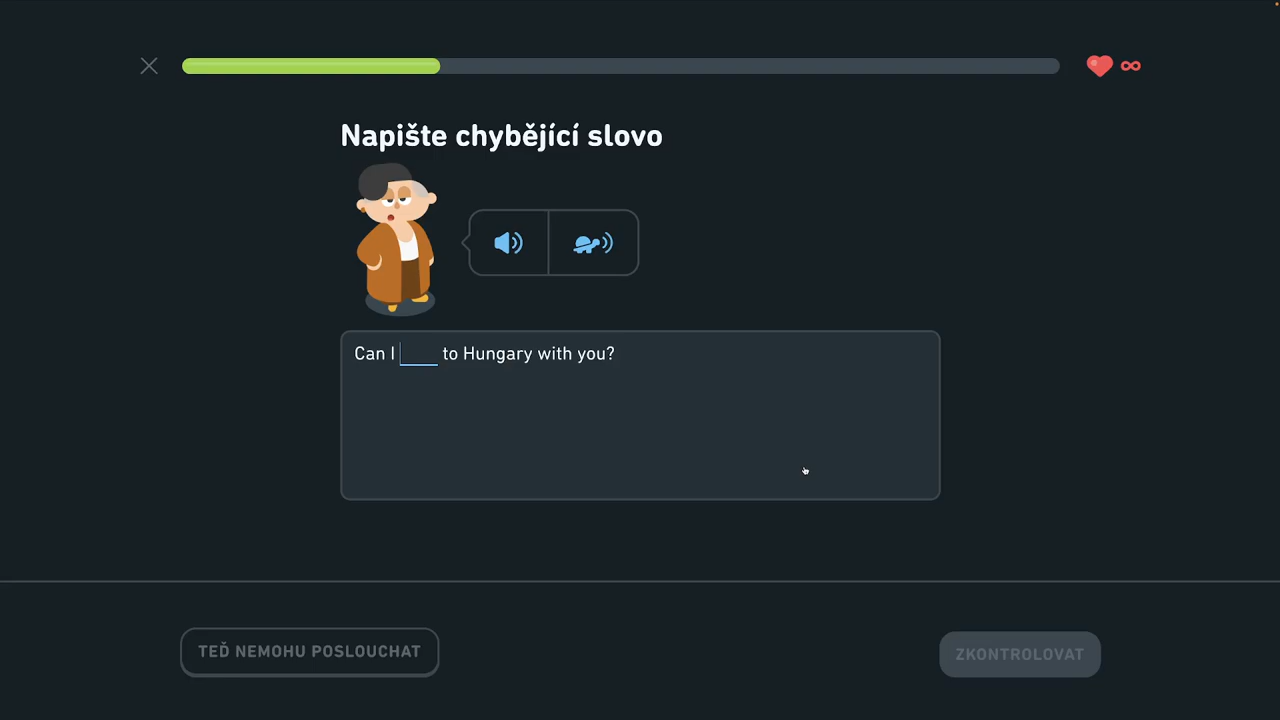 ∞
Napište chybějící slovo
Can I ____ to Hungary with you?
TEĎ NEMOHU POSLOUCHAT
ZKONTROLOVAT